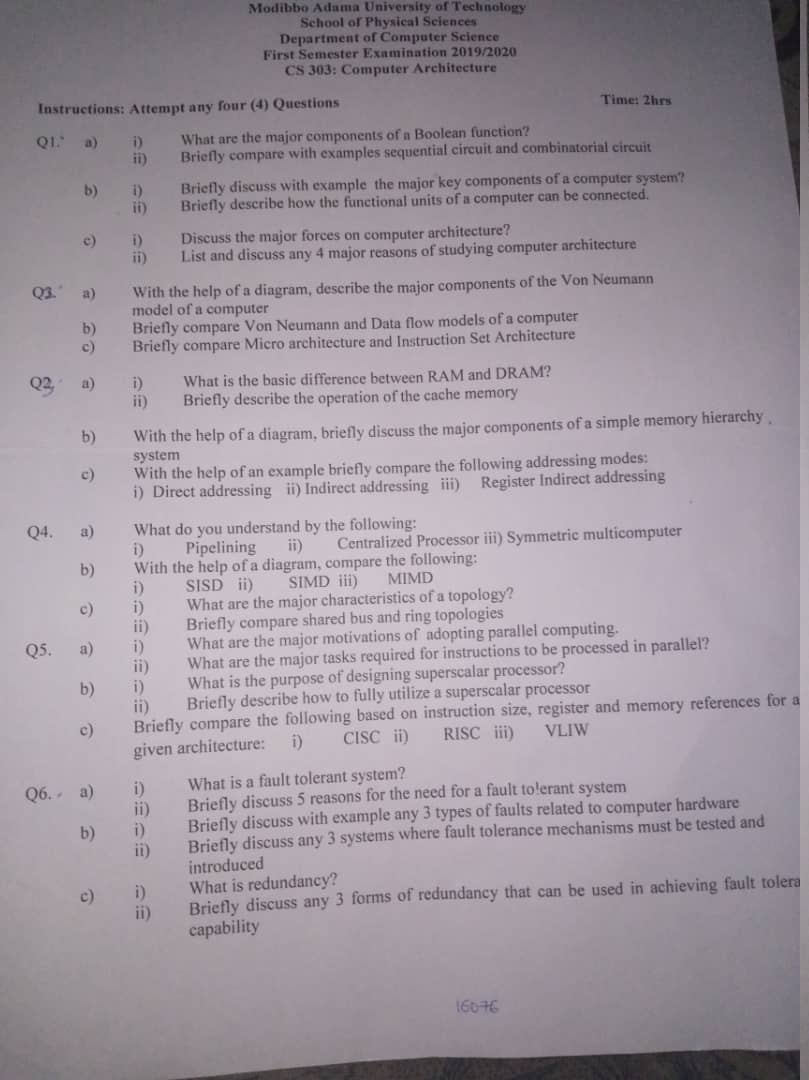 Modibbo Adama University of Technology
School of Physical Sciences
Department of Computer Science
First Semester Examination 2019/2020
CS 303: Computer Architecture
Instructions: Attempt any four (4) Questions Time: 2hrs
Q1. a) i) What are the major components of a Boolean function?
ii) Briefly compare with examples sequential circuit and combinatorial circuit
b) i) Briefly discuss with example the major key components of a computer system?
ii) Briefly describe how the functional units of a computer can be connected.
c) i) Discuss the major forces on computer architecture?
ii) List and discuss any 4 major reasons of studying computer architecture
Q3. a) With the help of a diagram, describe the major components of the Von Neumann
model of a computer
b) Briefly compare Von Neumann and Data flow models of a computer
c) Briefly compare Micro architecture and Instruction Set Architecture
Q2. a) i) What is the basic difference between RAM and DRAM?
ii) Briefly describe the operation of the cache memory
b) With the help of a diagram, briefly discuss the major components of a simple memory hierarchy
system
c) With the help of an example briefly compare the following addressing modes:
i) Direct addressing ii) Indirect addressing iii) Register Indirect addressing
Q4. a) What do you understand by the following:
i) Pipelining ii) Centralized Processor iii) Symmetric multicomputer
b) With the help of a diagram, compare the following:
i) SISD ii) SIMD iii) MIMD
c) i) What are the major characteristics of a topology?
ii) Briefly compare shared bus and ring topologies
Q5. a) i) What are the major motivations of adopting parallel computing.
ii) What are the major tasks required for instructions to be processed in parallel?
b) i) What is the purpose of designing superscalar processor?
ii) Briefly describe how to fully utilize a superscalar processor
c) Briefly compare the following based on instruction size, register and memory references for a
given architecture: i) CISC ii) RISC iii) VLIW
Q6. a) i) What is a fault tolerant system?
ii) Briefly discuss 5 reasons for the need for a fault tolerant system
b) i) Briefly discuss with example any 3 types of faults related to computer hardware
ii) Briefly discuss any 3 systems where fault tolerance mechanisms must be tested and
introduced
c) i) What is redundancy?
ii) Briefly discuss any 3 forms of redundancy that can be used in achieving fault tolera
capability
16076